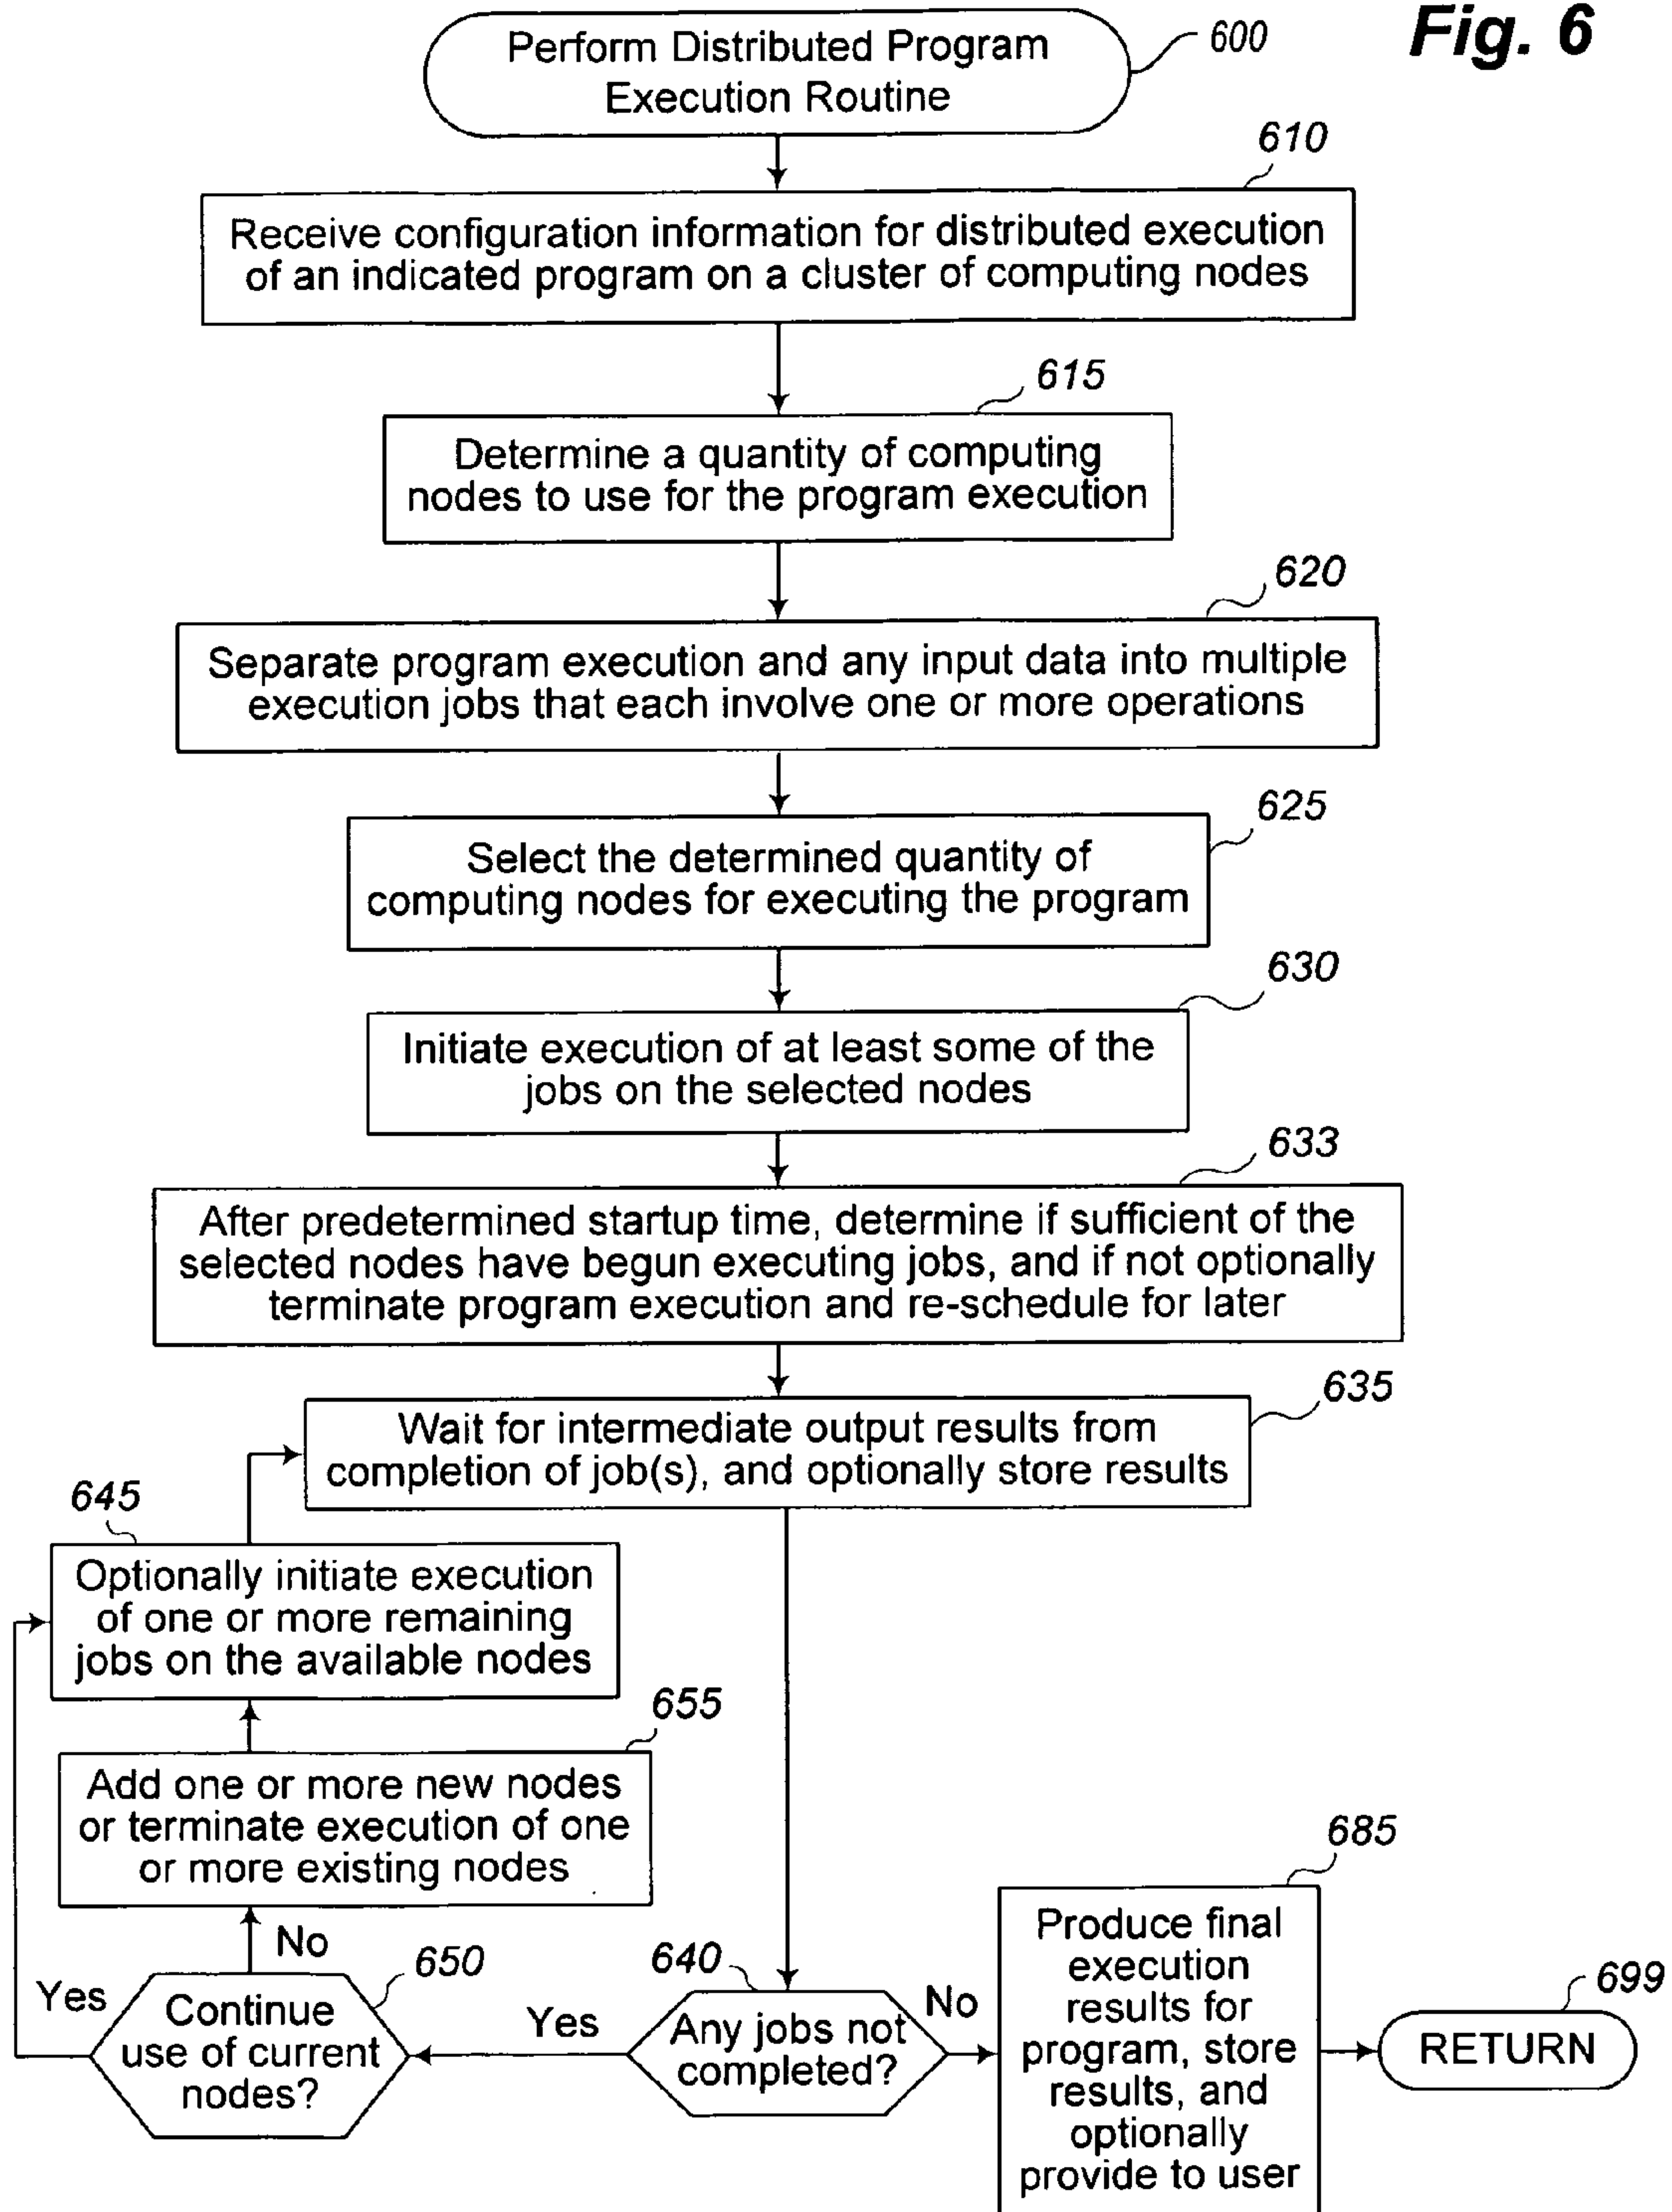 Fig. 6
Perform Distributed Program
Execution Routine
600
610
Receive configuration information for distributed execution
of an indicated program on a cluster of computing nodes
615
Determine a quantity of computing
nodes to use for the program execution
620
Separate program execution and any input data into multiple
execution jobs that each involve one or more operations
625
Select the determined quantity of
computing nodes for executing the program
630
Initiate execution of at least some of the
jobs on the selected nodes
633
After predetermined startup time, determine if sufficient of the
selected nodes have begun executing jobs, and if not optionally
terminate program execution and re-schedule for later
635
Wait for intermediate output results from
completion of job(s), and optionally store results
645
Optionally initiate execution
of one or more remaining
jobs on the available nodes
655
Add one or more new nodes
or terminate execution of one
or more existing nodes
No
650
Yes
Continue
use of current
nodes?
Yes
640
Any jobs not
completed?
No
685
Produce final
execution
results for
program, store
results, and
optionally
provide to user
699
RETURN